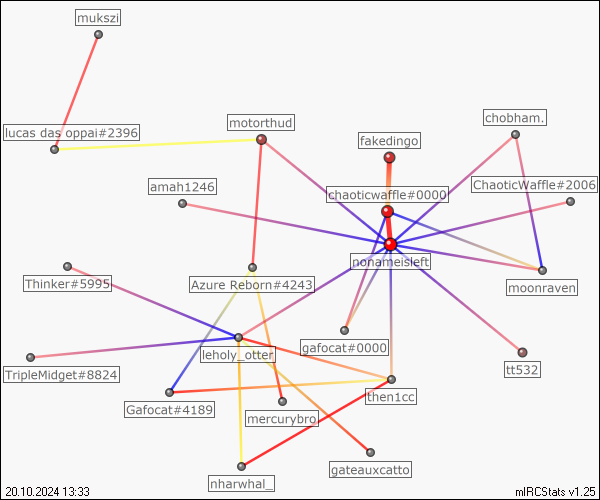 mukszi
lucas das oppai#2396
motorthud
chobham.
fakedingo
amah1246
chaoticwaffle#0000
ChaoticWaffle#2006
nonameisleft
Thinker#5995
Azure Reborn#4243
moonraven
leholy_otter
gafocat#0000
TripleMidget#8824
tt532
Gafocat#4189
mercurybro
then1cc
gateauxcatto
nharwhal_
20.10.2024 13:33
mIRCStats v1.25